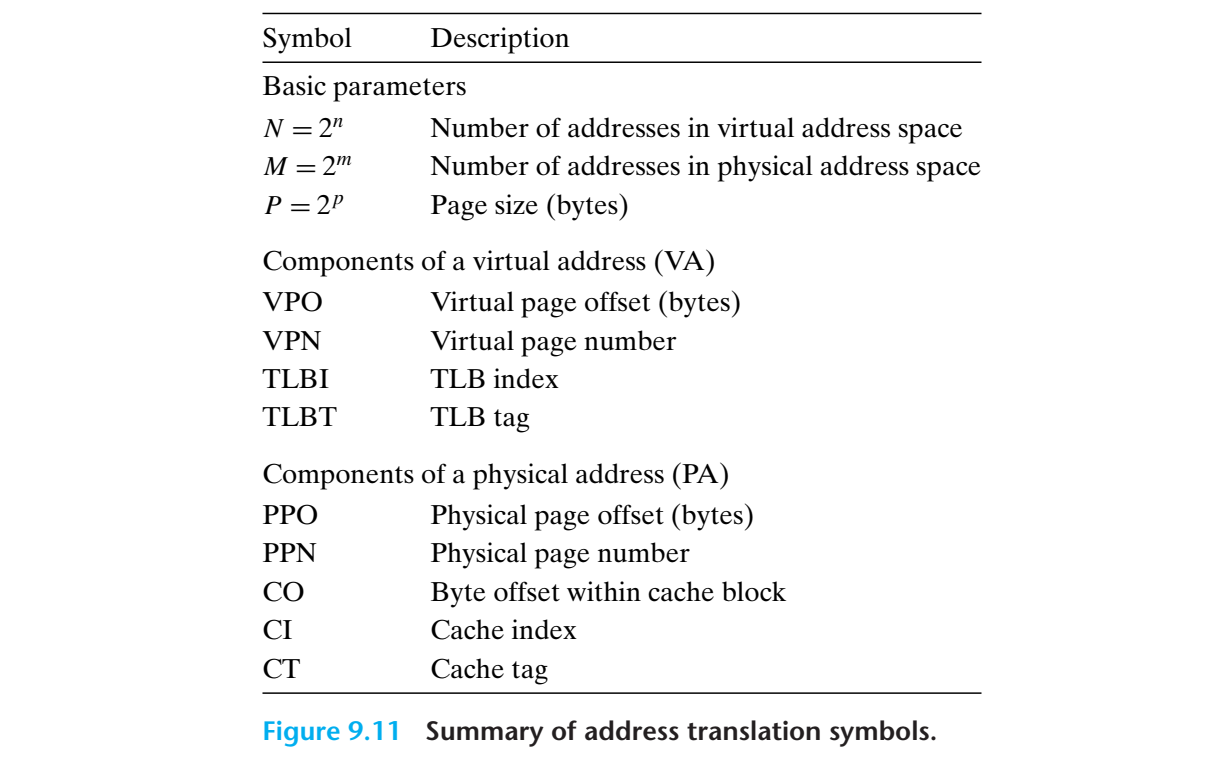 Symbol Description
Basic parameters
N = 2ⁿ Number of addresses in virtual address space
M = 2ᵐ Number of addresses in physical address space
P = 2ᵖ Page size (bytes)
Components of a virtual address (VA)
VPO Virtual page offset (bytes)
VPN Virtual page number
TLBI TLB index
TLBT TLB tag
Components of a physical address (PA)
PPO Physical page offset (bytes)
PPN Physical page number
CO Byte offset within cache block
CI Cache index
CT Cache tag
Figure 9.11 Summary of address translation symbols.